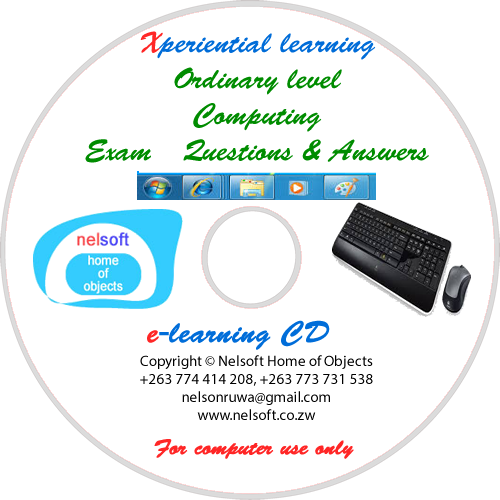 Xperiential learning
Ordinary level
Computing
Exam Questions & Answers
nelsoft
home
of
objects
e-learning CD
Copyright © Nelsoft Home of Objects
+263 774 414 208, +263 773 731 538
nelsonruwa@gmail.com
www.nelsoft.co.zw
For computer use only